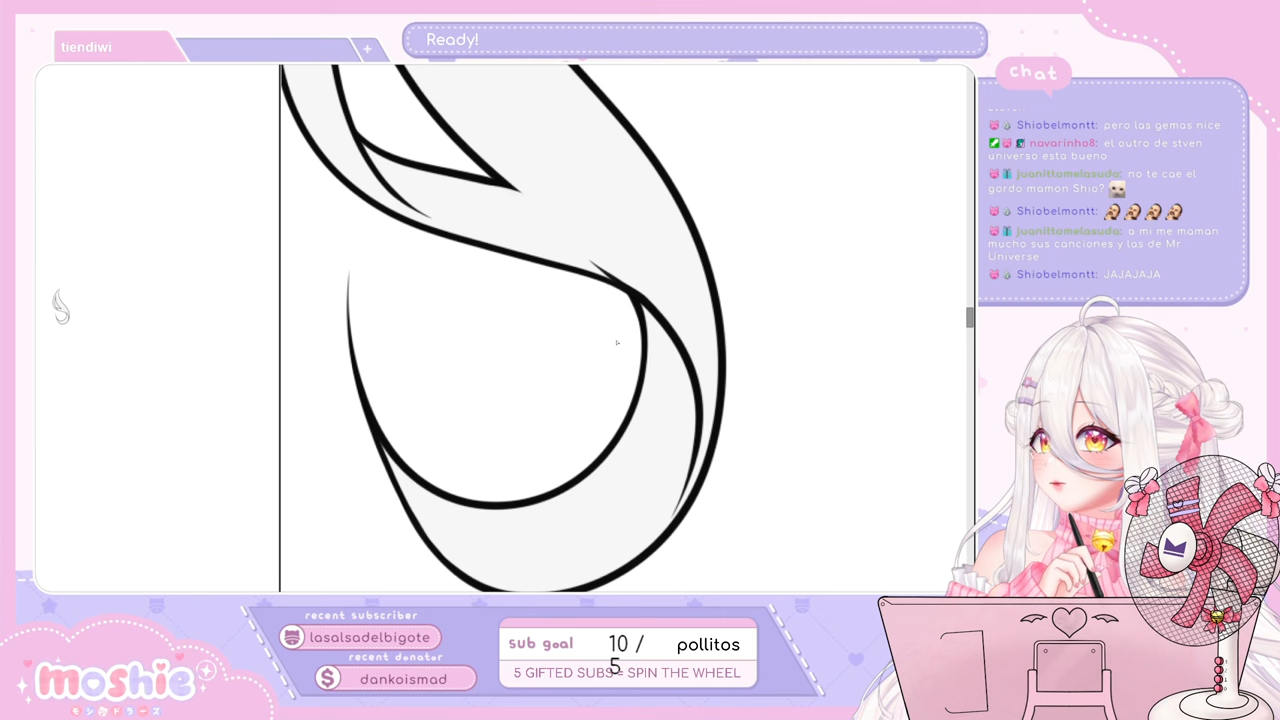 tiendiwi
+
Ready!
chat
Shiobelmontt: pero las gemas nice
navarinho8: el outro de stven
universo esta bueno
juanittomelasuda: no te cae el
gordo mamon Shio?
Shiobelmontt:
juanittomelasuda: a mi me maman
mucho sus canciones y las de Mr
Universe
Shiobelmontt: JAJAJAJA
recent subscriber
lasalsadelbigote
recent donator
$ dankoismad
sub goal 10 / 5 pollitos
5 GIFTED SUBS = SPIN THE WHEEL
moshie